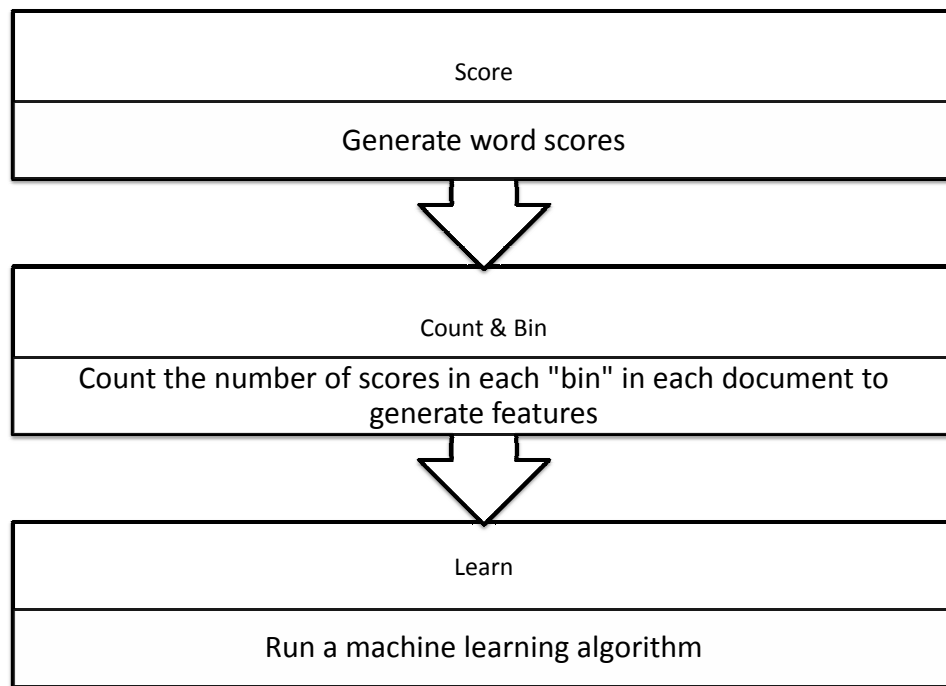 Score
Generate word scores
Count & Bin
Count the number of scores in each "bin" in each document to
generate features
Learn
Run a machine learning algorithm